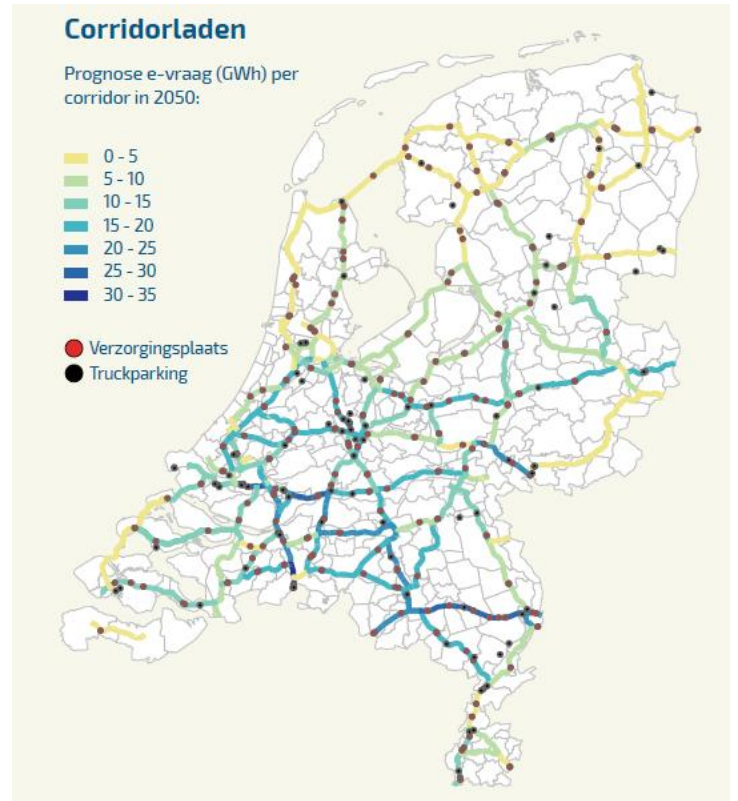 Corridorladen
Prognose e-vraag (GWh) per
corridor in 2050:
0 - 5
5 - 10
10 - 15
15 - 20
20 - 25
25 - 30
30 - 35
Verzorgingsplaats
Truckparking